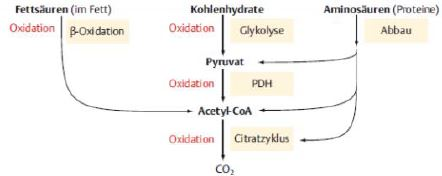 Fettsäuren (im Fett)
Kohlenhydrate
Aminosäuren (Proteine)
Oxidation
β-Oxidation
Oxidation
Glykolyse
Abbau
Pyruvat
Oxidation
PDH
Acetyl-CoA
Oxidation
Citratzyklus
CO₂